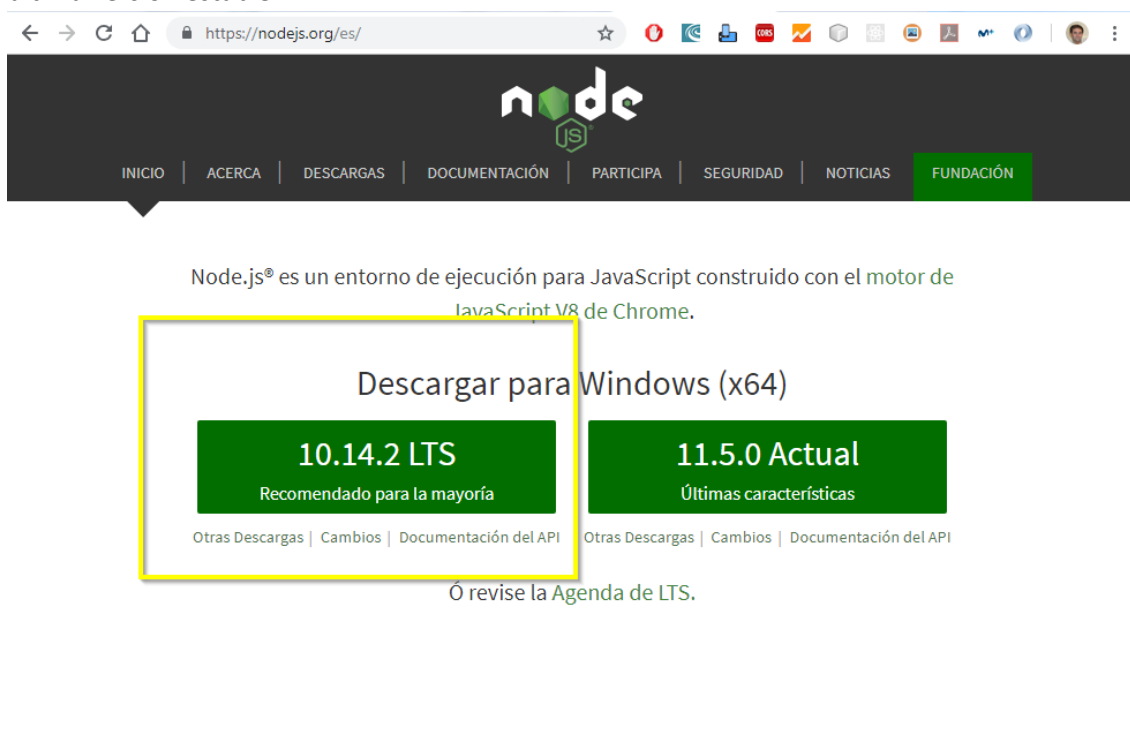 https://nodejs.org/es/
CORS
M+
node
JS®
INICIO | ACERCA | DESCARGAS | DOCUMENTACIÓN | PARTICIPA | SEGURIDAD | NOTICIAS FUNDACIÓN
Node.js® es un entorno de ejecución para JavaScript construido con el motor de
JavaScript V8 de Chrome.
Descargar para Windows (x64)
10.14.2 LTS
Recomendado para la mayoría
11.5.0 Actual
Últimas características
Otras Descargas | Cambios | Documentación del API
Otras Descargas | Cambios | Documentación del API
Ó revise la Agenda de LTS.